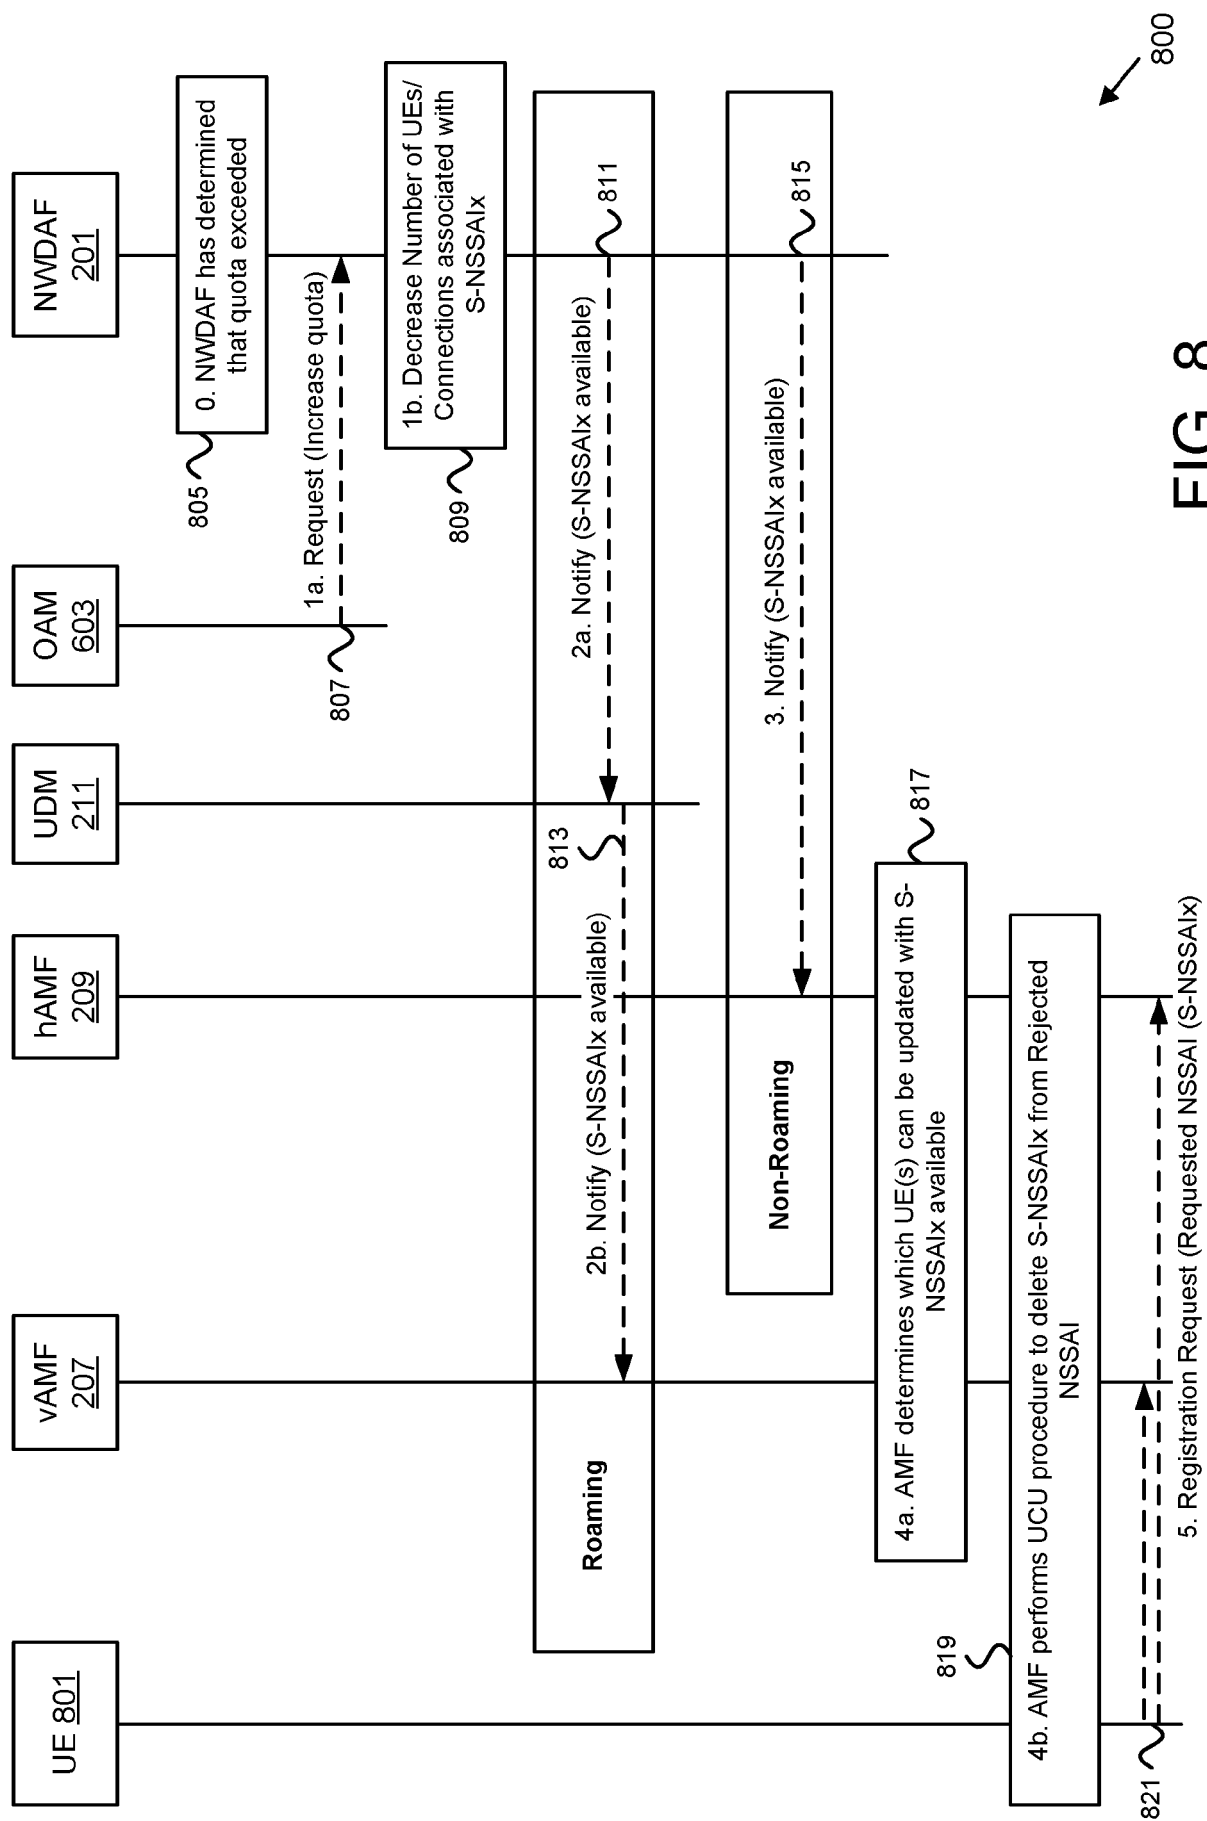 UE 801
vAMF
207
hAMF
209
UDM
211
OAM
603
NWDAF
201
0. NWDAF has determined
that quota exceeded
805
1a. Request (Increase quota)
807
1b. Decrease Number of UEs/
Connections associated with
S-NSSAIx
809
Roaming
2a. Notify (S-NSSAIx available)
811
813
2b. Notify (S-NSSAIx available)
Non-Roaming
3. Notify (S-NSSAIx available)
815
4a. AMF determines which UE(s) can be updated with S-
NSSAIx available
817
819
4b. AMF performs UCU procedure to delete S-NSSAIx from Rejected
NSSAI
821
5. Registration Request (Requested NSSAI (S-NSSAIx)
800
FIG. 8